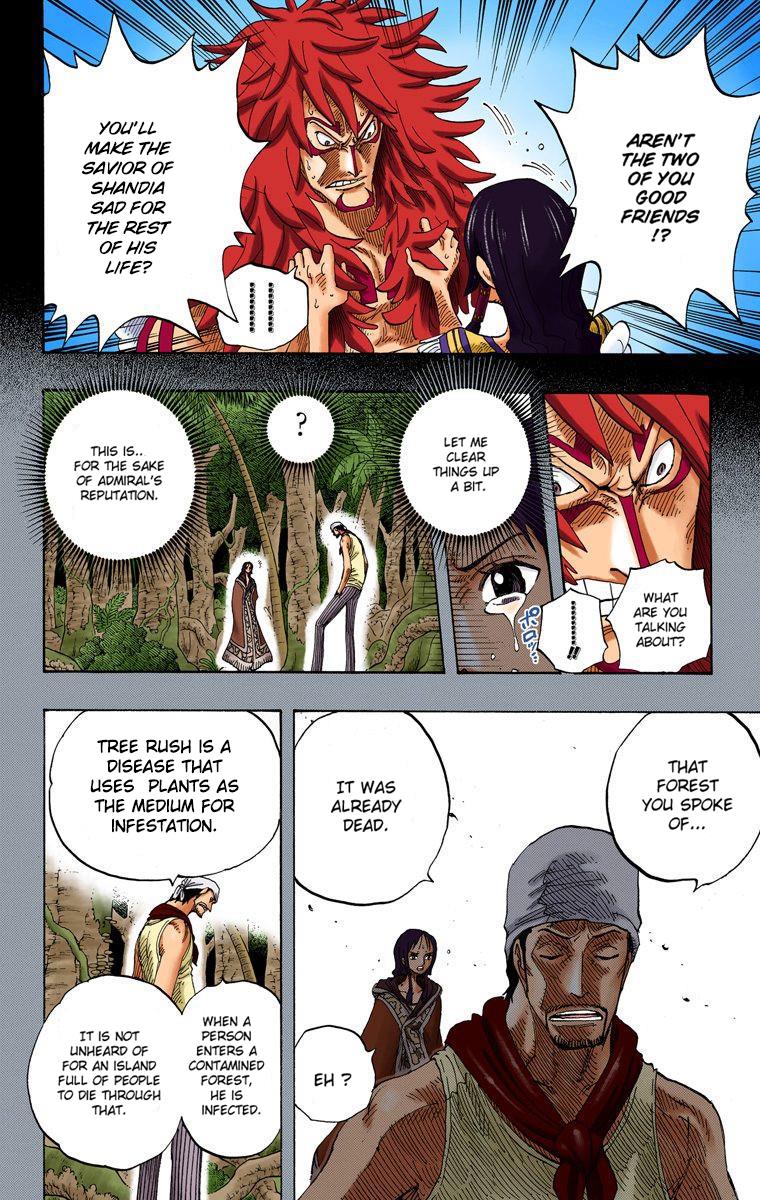 AREN'T
THE TWO
OF YOU
GOOD
FRIENDS
!?
YOU'LL
MAKE THE
SAVIOR OF
SHANDIA
SAD FOR
THE REST
OF HIS
LIFE?
!!
WHAT
ARE YOU
TALKING
ABOUT?
!!
ポロッ…
LET ME
CLEAR
THINGS UP
A BIT.
?
THIS IS..
FOR THE SAKE
OF ADMIRAL'S
REPUTATION.
THAT
FOREST
YOU SPOKE
OF...
IT WAS
ALREADY
DEAD.
EH ?
TREE RUSH IS A
DISEASE THAT
USES PLANTS AS
THE MEDIUM FOR
INFESTATION.
WHEN A
PERSON
ENTERS A
CONTAMINED
FOREST,
HE IS
INFECTED.
IT IS NOT
UNHEARD OF
FOR AN ISLAND
FULL OF PEOPLE
TO DIE THROUGH
THAT.